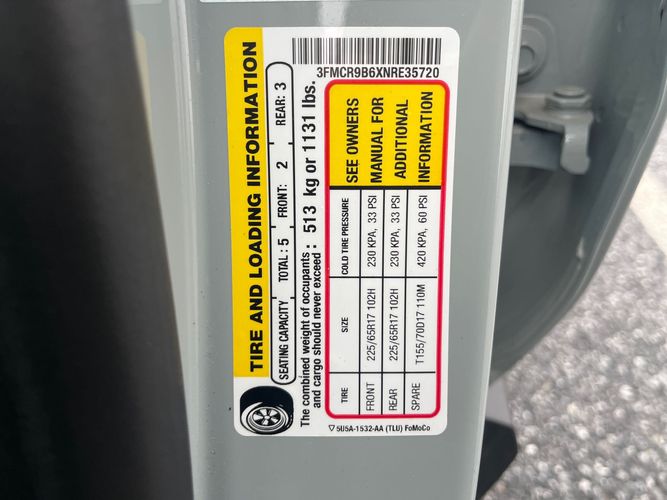 3FMCR9B6XNRE35720
TIRE AND LOADING INFORMATION
SEATING CAPACITY TOTAL : 5 FRONT: 2 REAR: 3
The combined weight of occupants
and cargo should never exceed : 513 kg or 1131 lbs.
TIRE SIZE COLD TIRE PRESSURE
FRONT 225/65R17 102H 230 KPA, 33 PSI
REAR 225/65R17 102H 230 KPA, 33 PSI
SPARE T155/70D17 110M 420 KPA, 60 PSI
SEE OWNERS
MANUAL FOR
ADDITIONAL
INFORMATION
5U5A-1532-AA (TLU) FoMoCo